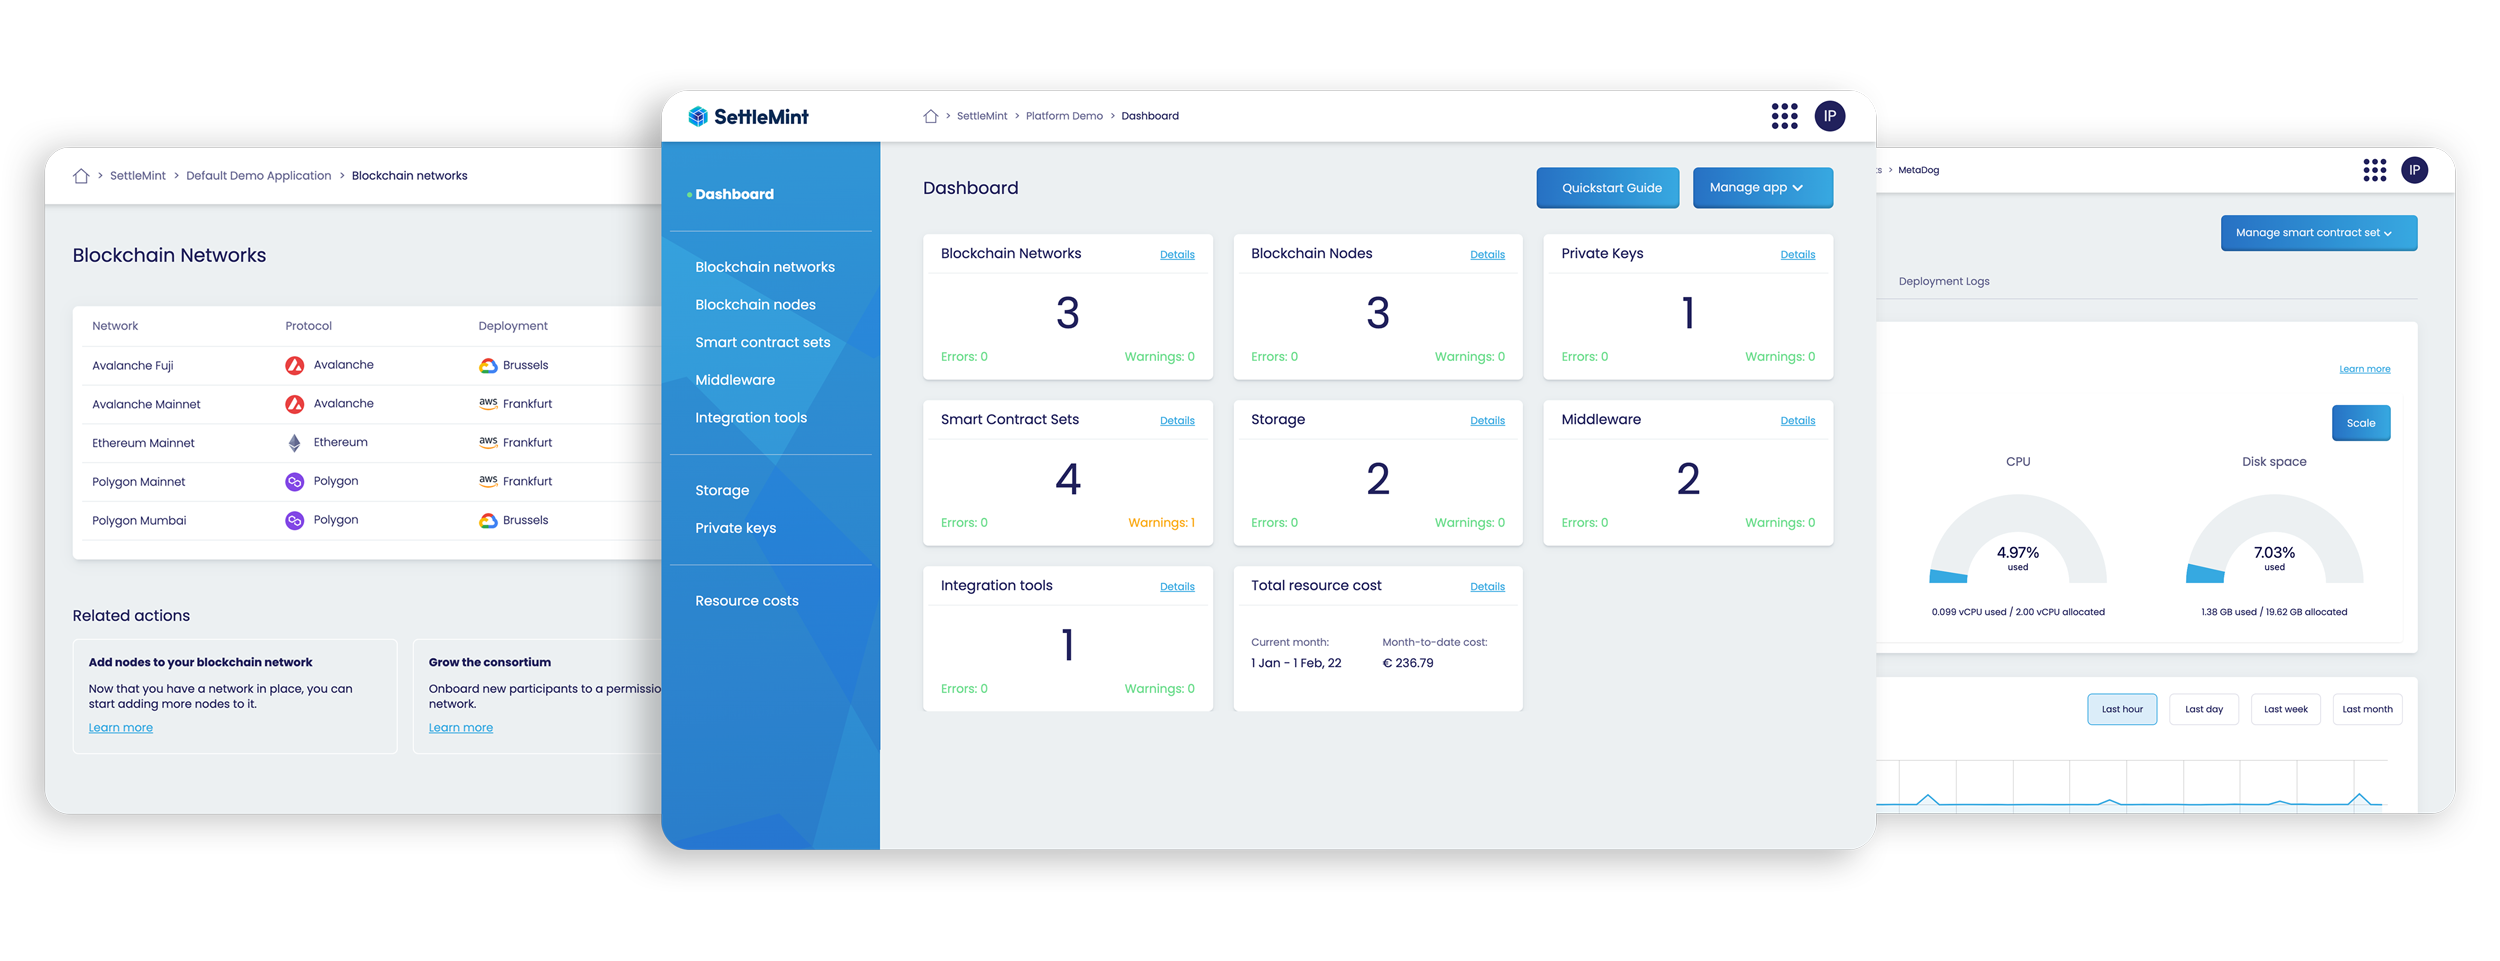 SettleMint > Default Demo Application > Blockchain networks
Blockchain Networks
Network Protocol Deployment
Avalanche Fuji Avalanche Brussels
Avalanche Mainnet Avalanche aws Frankfurt
Ethereum Mainnet Ethereum aws Frankfurt
Polygon Mainnet Polygon aws Frankfurt
Polygon Mumbai Polygon Brussels
Related actions
Add nodes to your blockchain network
Now that you have a network in place, you can
start adding more nodes to it.
Learn more
Grow the consortium
Onboard new participants to a permissio
network.
Learn more
SettleMint
SettleMint > Platform Demo > Dashboard
IP
Dashboard
Blockchain networks
Blockchain nodes
Smart contract sets
Middleware
Integration tools
Storage
Private keys
Resource costs
Dashboard
Quickstart Guide
Manage app
Blockchain Networks Details
3
Errors: 0 Warnings: 0
Blockchain Nodes Details
3
Errors: 0 Warnings: 0
Private Keys Details
1
Errors: 0 Warnings: 0
Smart Contract Sets Details
4
Errors: 0 Warnings: 1
Storage Details
2
Errors: 0 Warnings: 0
Middleware Details
2
Errors: 0 Warnings: 0
Integration tools Details
1
Errors: 0 Warnings: 0
Total resource cost Details
Current month: Month-to-date cost:
1 Jan - 1 Feb, 22 € 236.79
ts > MetaDog
IP
Manage smart contract set
Deployment Logs
Learn more
Scale
CPU
4.97%
used
0.099 vCPU used / 2.00 vCPU allocated
Disk space
7.03%
used
1.38 GB used / 19.62 GB allocated
Last hour Last day Last week Last month